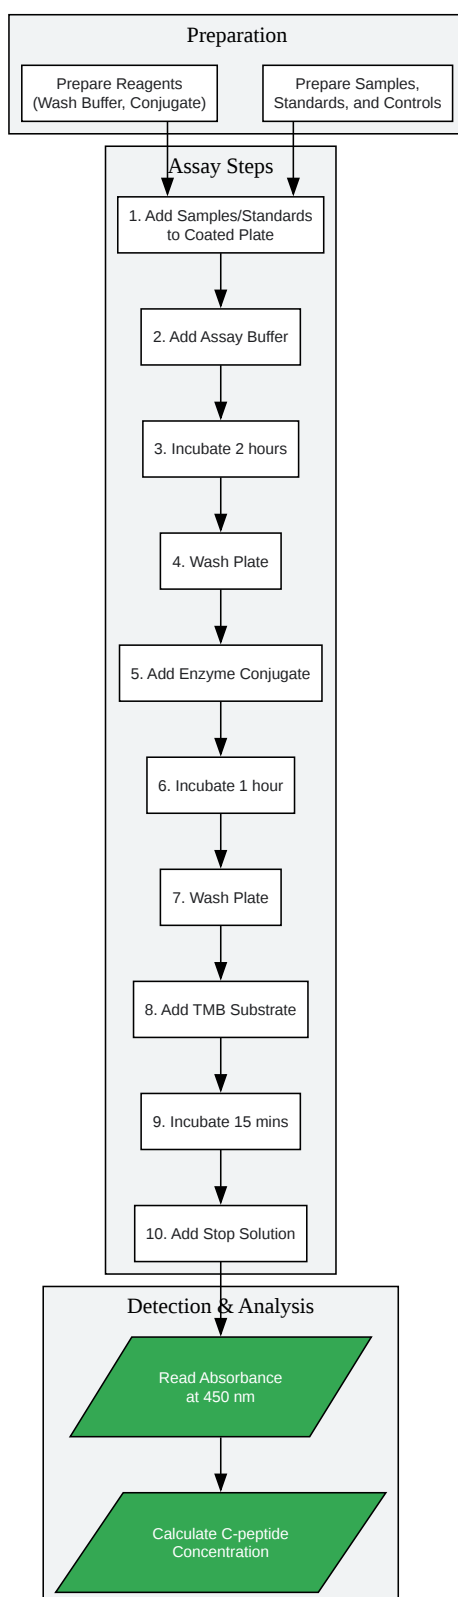 Preparation
Prepare Reagents
(Wash Buffer, Conjugate)
Prepare Samples,
Standards, and Controls
Assay Steps
1. Add Samples/Standards
to Coated Plate
2. Add Assay Buffer
3. Incubate 2 hours
4. Wash Plate
5. Add Enzyme Conjugate
6. Incubate 1 hour
7. Wash Plate
8. Add TMB Substrate
9. Incubate 15 mins
10. Add Stop Solution
Detection & Analysis
Read Absorbance
at 450 nm
Calculate C-peptide
Concentration